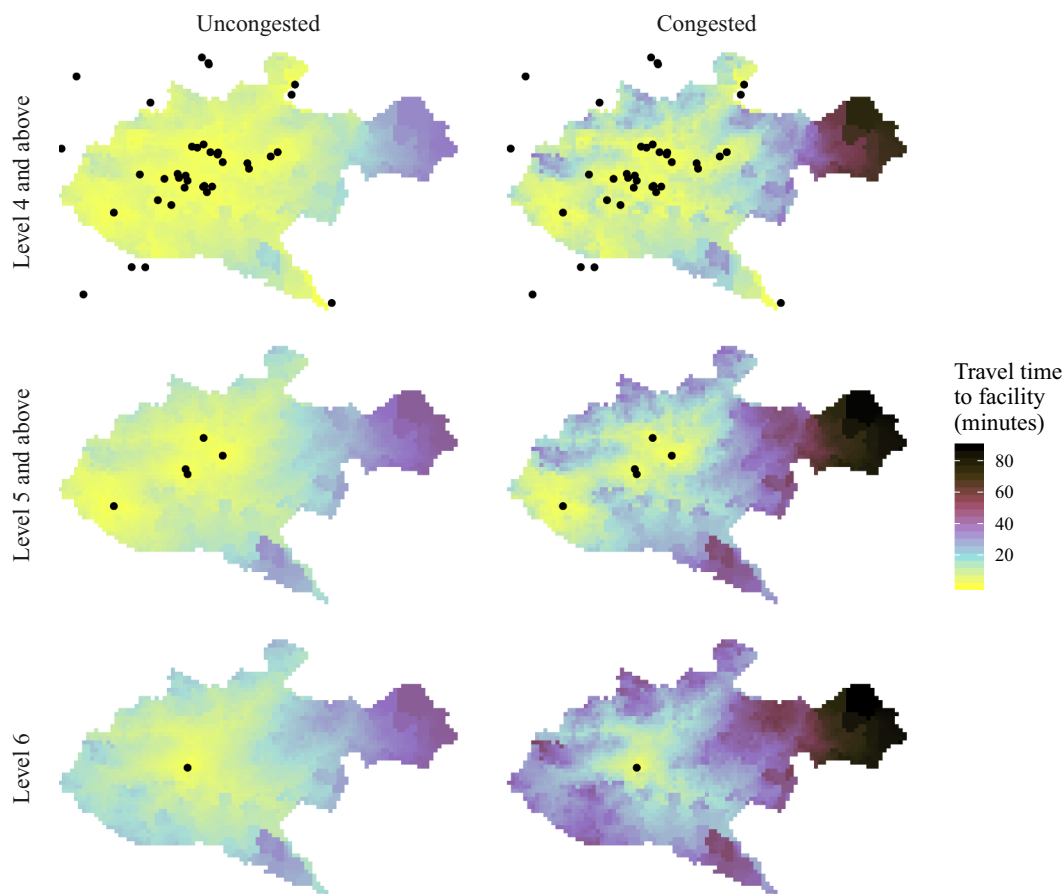 Uncongested
Congested
Level 4 and above
Level 5 and above
Level 6
Travel time
to facility
(minutes)
80
60
40
20